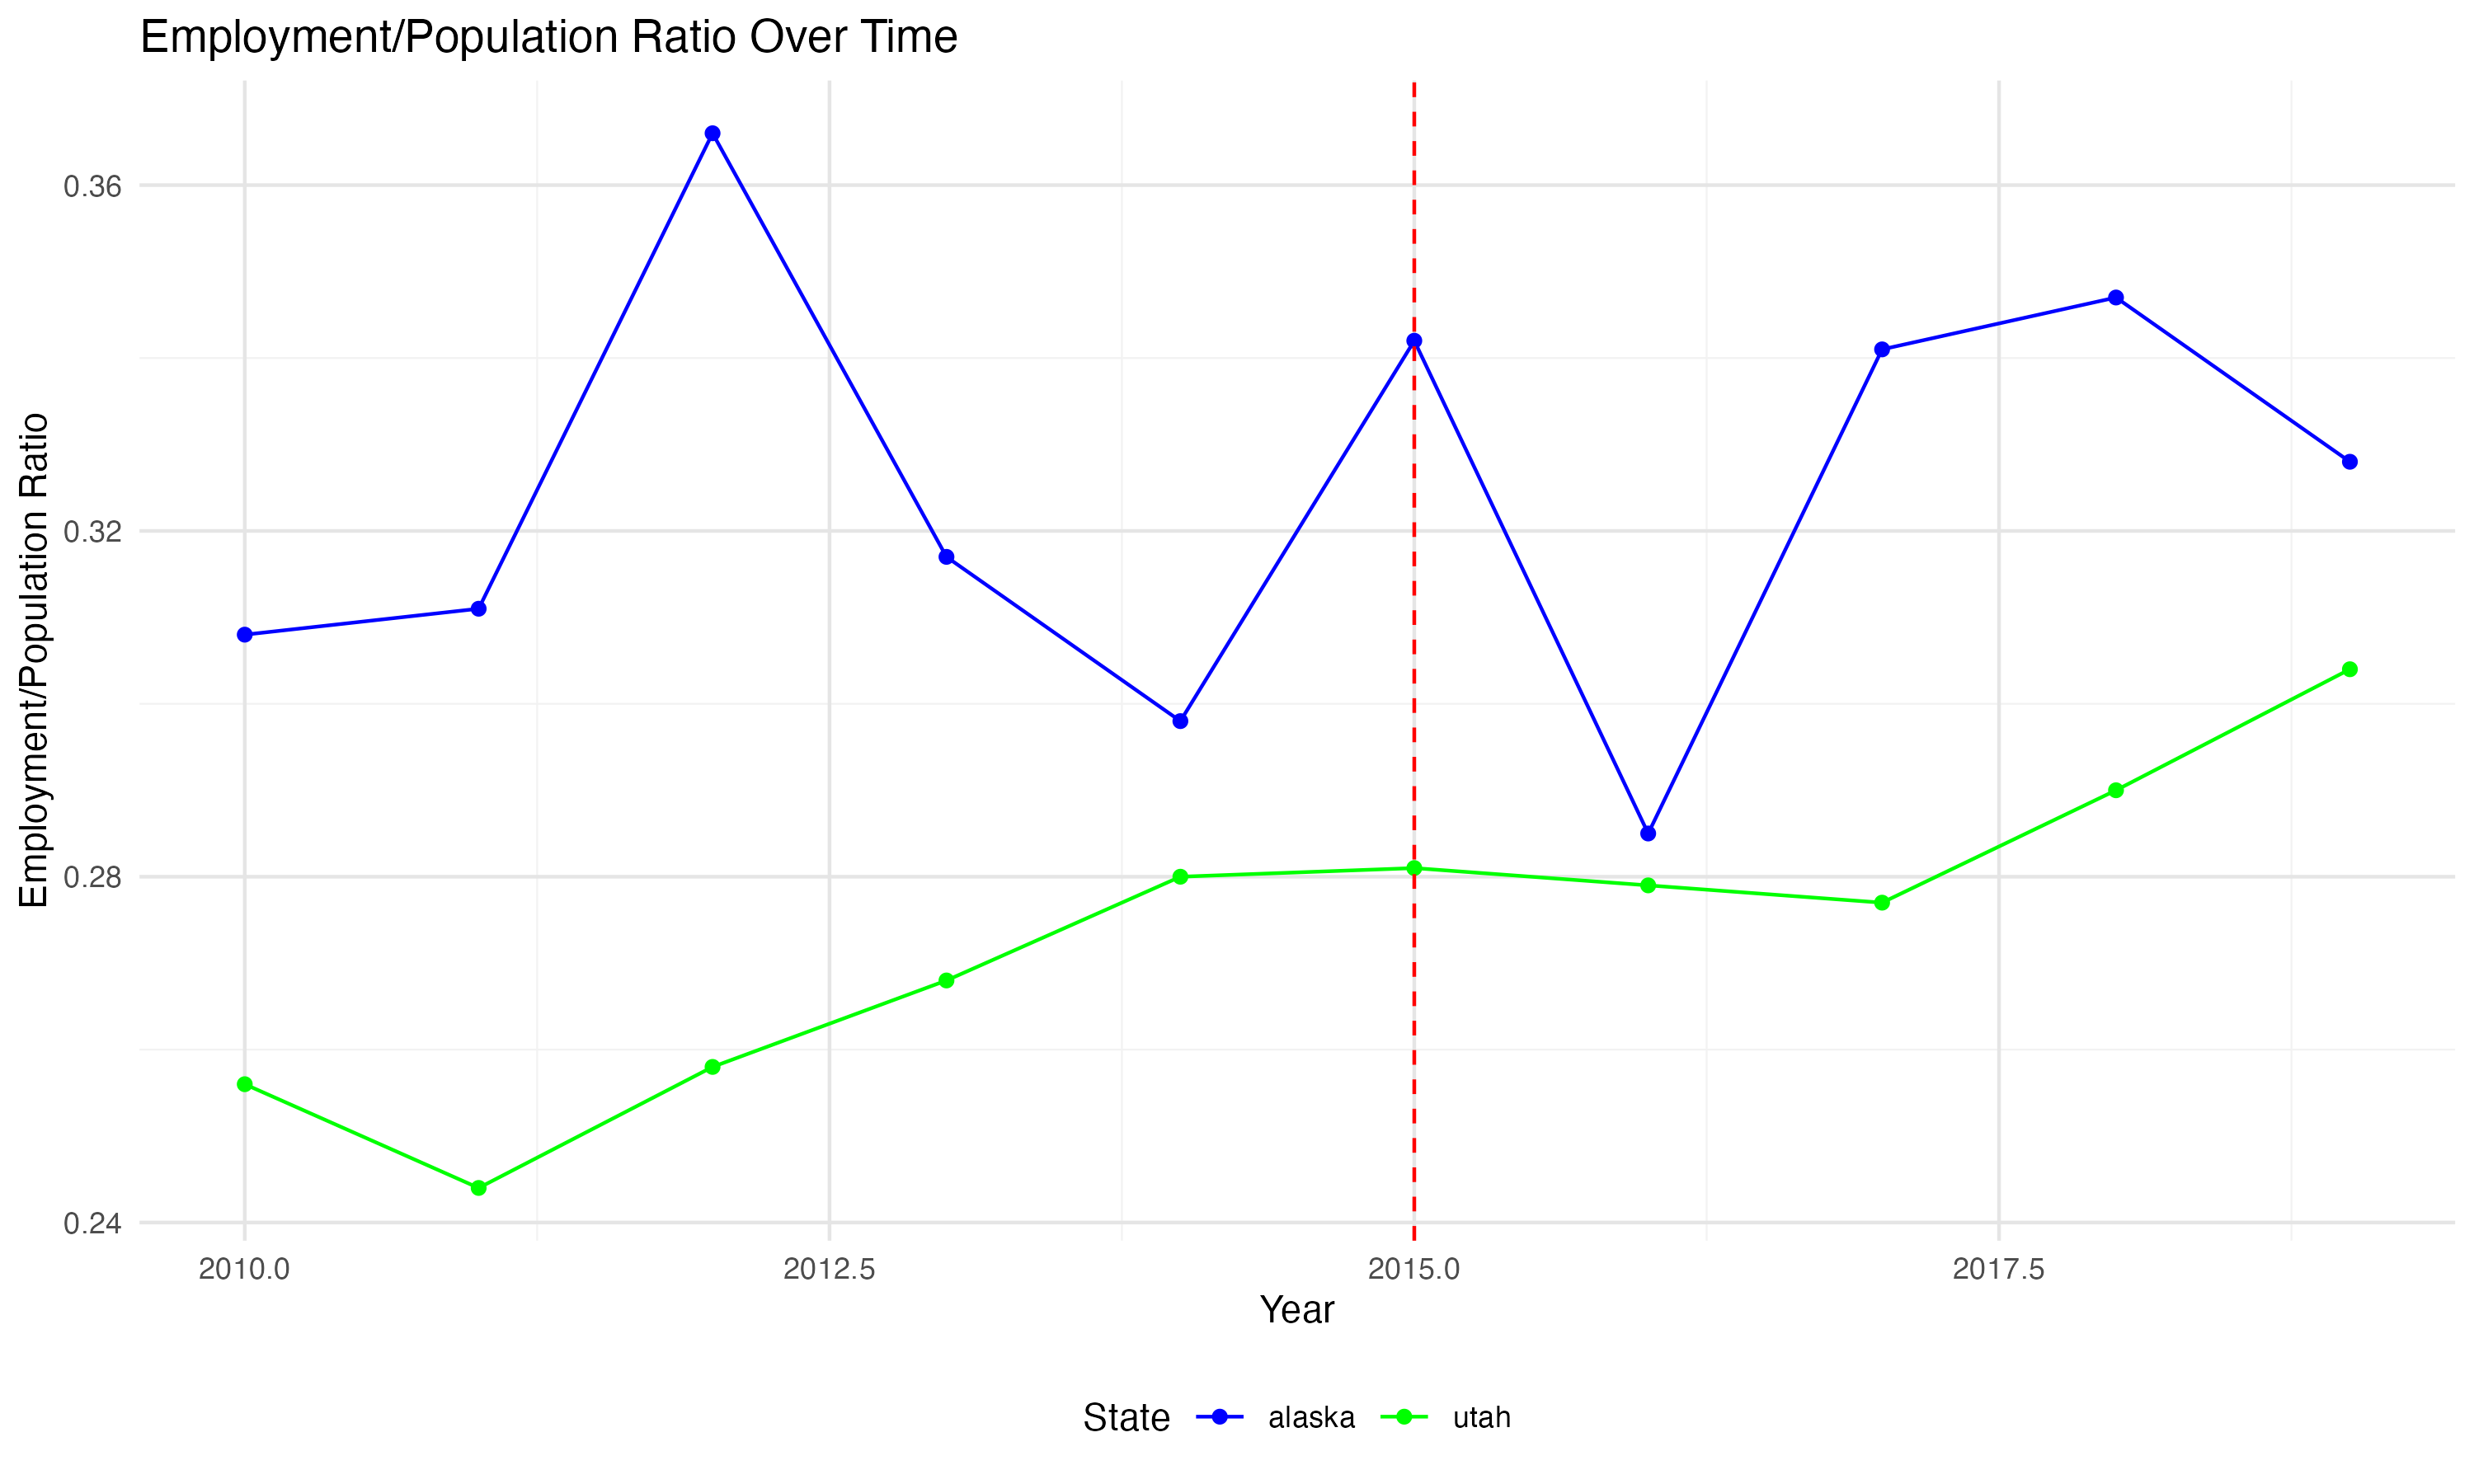 Employment/Population Ratio Over Time
Employment/Population Ratio
0.36
0.32
0.28
0.24
2010.0 2012.5 2015.0 2017.5
Year
State alaska utah